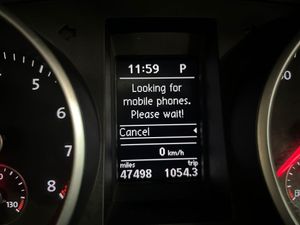 11:59 P
Looking for
mobile phones.
Please wait!
Cancel
0 km/h
miles trip
47498 1054.3
6
7
8
130